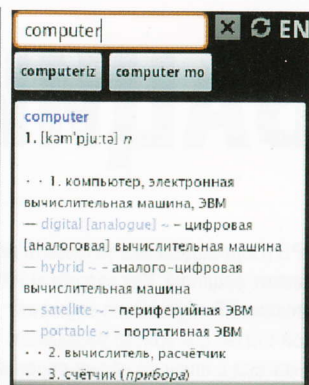 computer
EN
computeriz computer mo
computer
1. [kəm'pju:tə] n
· · 1. компьютер, электронная
вычислительная машина, ЭВМ
— digital [analogue] ~ – цифровая
[аналоговая] вычислительная машина
— hybrid ~ – аналого-цифровая
вычислительная машина
— satellite ~ – периферийная ЭВМ
— portable ~ – портативная ЭВМ
· · 2. вычислитель, расчётчик
· · 3. счётчик (прибора)